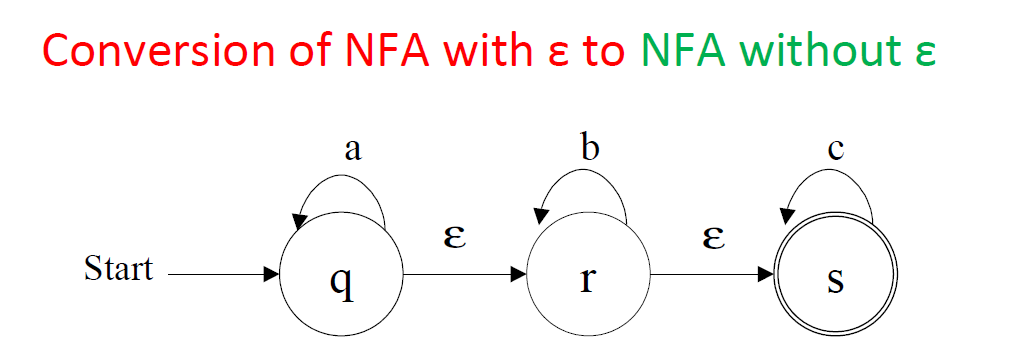 Conversion of NFA with ε to NFA without ε
a
b
c
ε
ε
Start
q
r
s